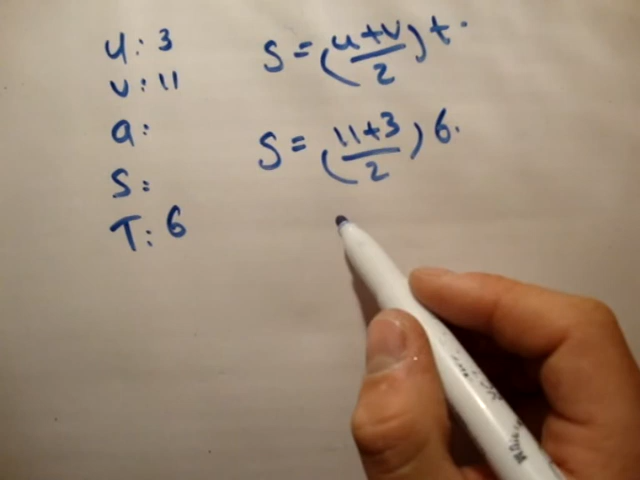 u: 3
v: 11
a:
s:
T: 6
s = (u+v/2)t.
s = (11+3/2)6.